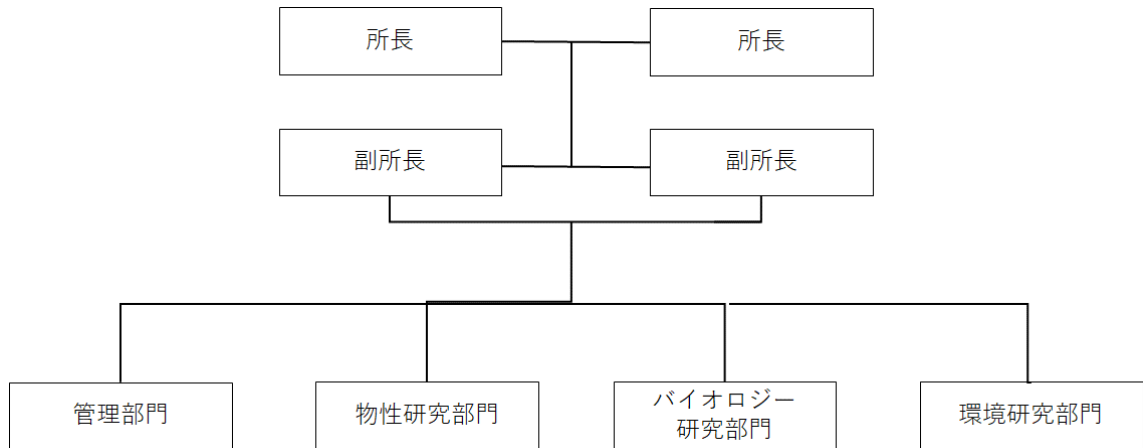 所長
所長
副所長
副所長
管理部門
物性研究部門
バイオロジー
研究部門
環境研究部門